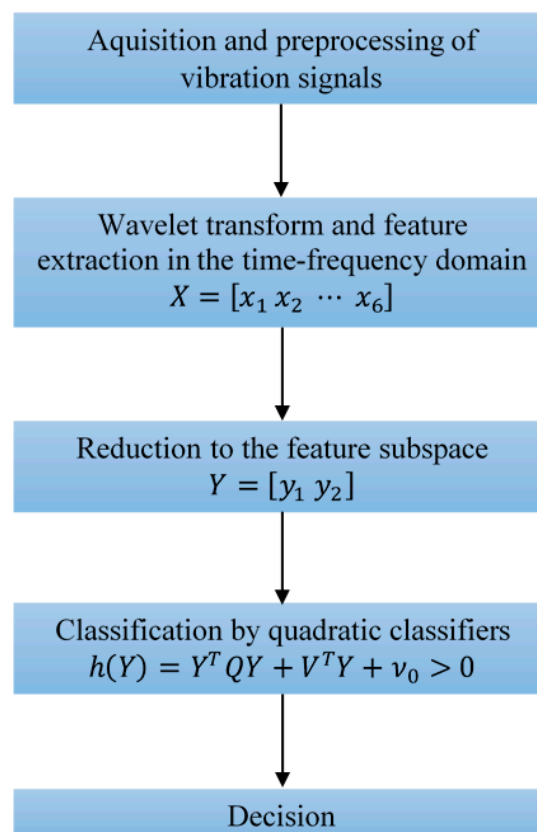 Aquisition and preprocessing of
vibration signals
Wavelet transform and feature
extraction in the time-frequency domain
X = [x₁ x₂ ⋯ x₆]
Reduction to the feature subspace
Y = [y₁ y₂]
Classification by quadratic classifiers
h(Y) = YᵀQY + VᵀY + ν₀ > 0
Decision